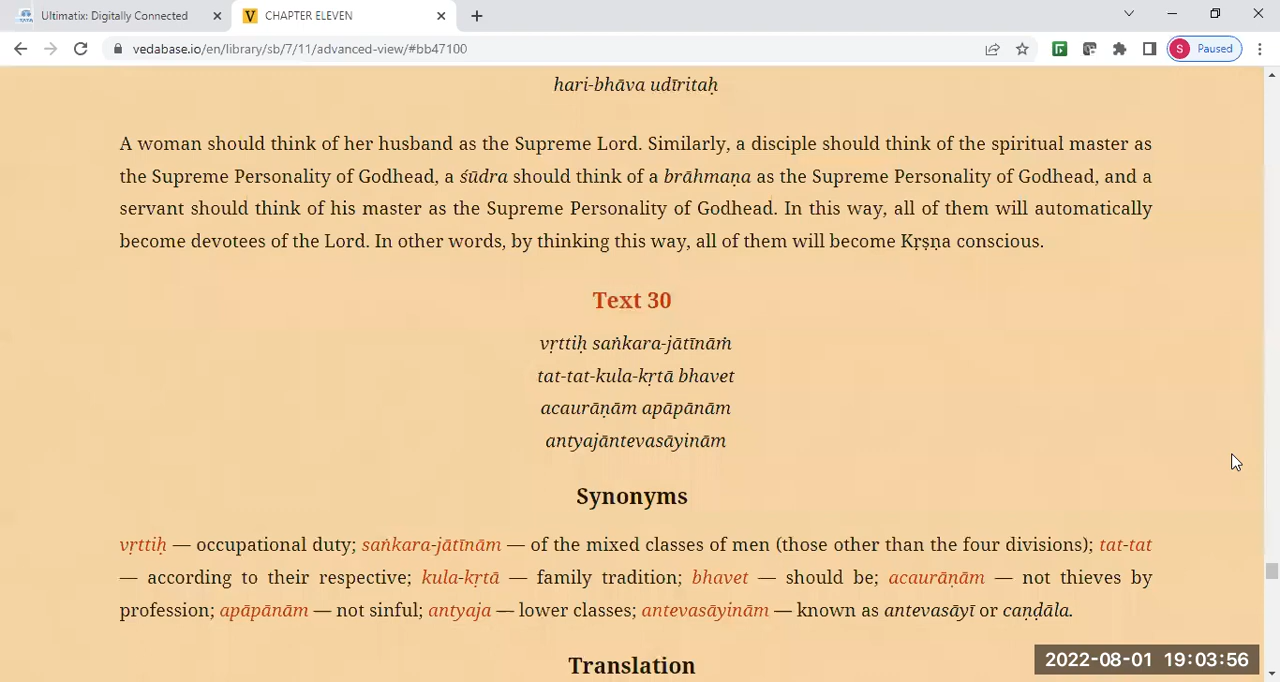 Ultimatix: Digitally Connected
CHAPTER ELEVEN
vedabase.io/en/library/sb/7/11/advanced-view/#bb47100
S Paused
hari-bhāva udīritaḥ
A woman should think of her husband as the Supreme Lord. Similarly, a disciple should think of the spiritual master as
the Supreme Personality of Godhead, a śūdra should think of a brāhmaṇa as the Supreme Personality of Godhead, and a
servant should think of his master as the Supreme Personality of Godhead. In this way, all of them will automatically
become devotees of the Lord. In other words, by thinking this way, all of them will become Kṛṣṇa conscious.
Text 30
vṛttiḥ saṅkara-jātīnāṁ
tat-tat-kula-kṛtā bhavet
acaurāṇām apāpānām
antyajāntevasāyinām
Synonyms
vṛttiḥ — occupational duty; saṅkara-jātīnām — of the mixed classes of men (those other than the four divisions); tat-tat
— according to their respective; kula-kṛtā — family tradition; bhavet — should be; acaurāṇām — not thieves by
profession; apāpānām — not sinful; antyaja — lower classes; antevasāyinām — known as antevasāyī or caṇḍāla.
Translation
2022-08-01 19:03:56